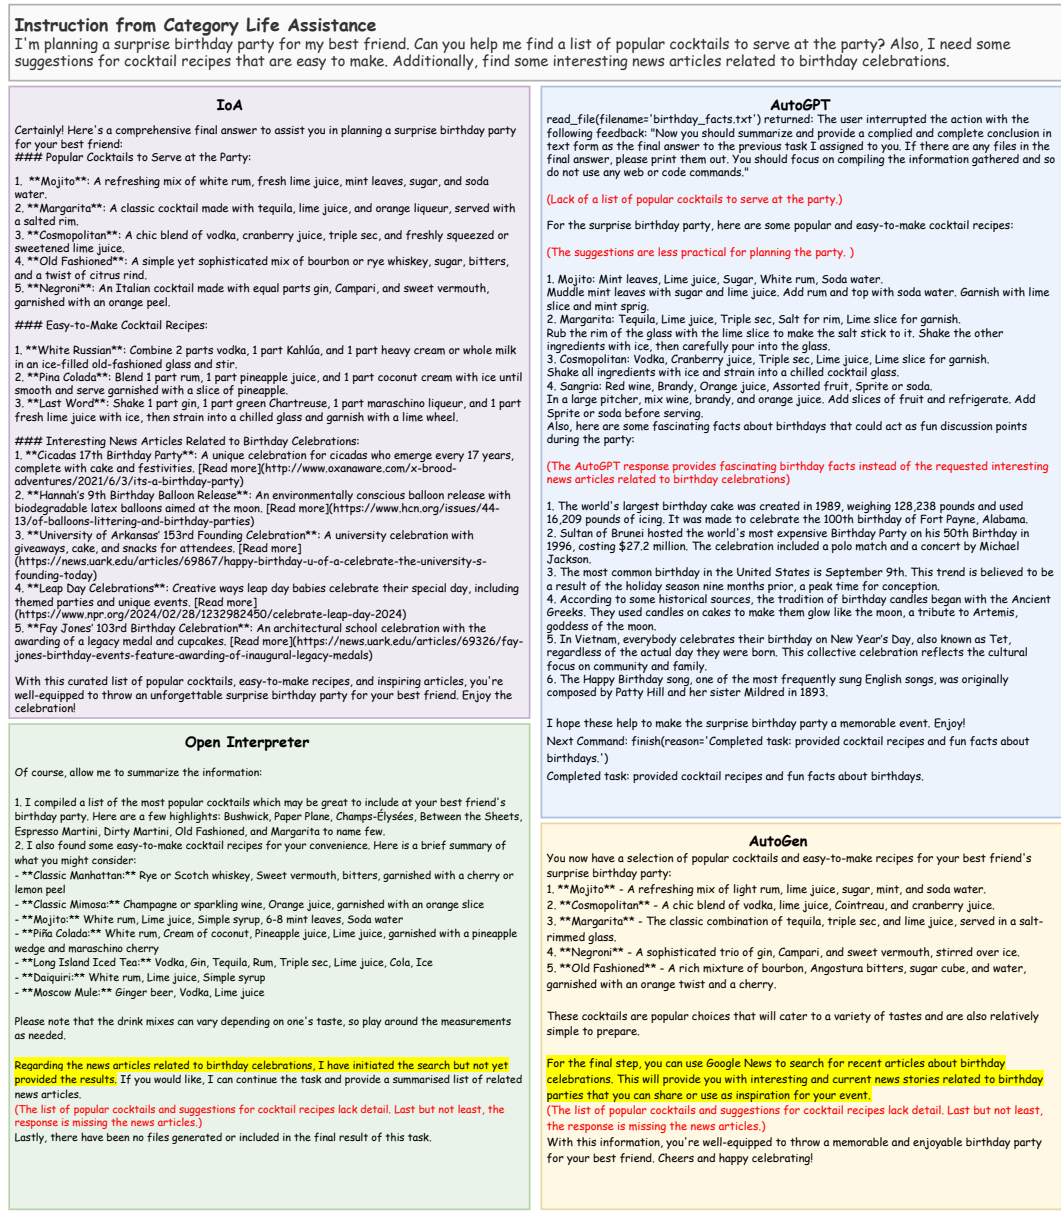 Instruction from Category Life Assistance
I'm planning a surprise birthday party for my best friend. Can you help me find a list of popular cocktails to serve at the party? Also, I need some
suggestions for cocktail recipes that are easy to make. Additionally, find some interesting news articles related to birthday celebrations.
IoA
Certainly! Here's a comprehensive final answer to assist you in planning a surprise birthday party
for your best friend:
### Popular Cocktails to Serve at the Party:
1. **Mojito**: A refreshing mix of white rum, fresh lime juice, mint leaves, sugar, and soda
water.
2. **Margarita**: A classic cocktail made with tequila, lime juice, and orange liqueur, served with
a salted rim.
3. **Cosmopolitan**: A chic blend of vodka, cranberry juice, triple sec, and freshly squeezed or
sweetened lime juice.
4. **Old Fashioned**: A simple yet sophisticated mix of bourbon or rye whiskey, sugar, bitters,
and a twist of citrus rind.
5. **Negroni**: An Italian cocktail made with equal parts gin, Campari, and sweet vermouth,
garnished with an orange peel.
### Easy-to-Make Cocktail Recipes:
1. **White Russian**: Combine 2 parts vodka, 1 part Kahlúa, and 1 part heavy cream or whole milk
in an ice-filled old-fashioned glass and stir.
2. **Pina Colada**: Blend 1 part rum, 1 part pineapple juice, and 1 part coconut cream with ice until
smooth and serve garnished with a slice of pineapple.
3. **Last Word**: Shake 1 part gin, 1 part green Chartreuse, 1 part maraschino liqueur, and 1 part
fresh lime juice with ice, then strain into a chilled glass and garnish with a lime wheel.
### Interesting News Articles Related to Birthday Celebrations:
1. **Cicadas 17th Birthday Party**: A unique celebration for cicadas who emerge every 17 years,
complete with cake and festivities. [Read more](http://www.oxanaware.com/x-brood-
adventures/2021/6/3/its-a-birthday-party)
2. **Hannah's 9th Birthday Balloon Release**: An environmentally conscious balloon release with
biodegradable latex balloons aimed at the moon. [Read more](https://www.hcn.org/issues/44-
13/of-balloons-littering-and-birthday-parties)
3. **University of Arkansas' 153rd Founding Celebration**: A university celebration with
giveaways, cake, and snacks for attendees. [Read more]
(https://news.uark.edu/articles/69867/happy-birthday-u-of-a-celebrate-the-university-s-
founding-today)
4. **Leap Day Celebrations**: Creative ways leap day babies celebrate their special day, including
themed parties and unique events. [Read more]
(https://www.npr.org/2024/02/28/1232982450/celebrate-leap-day-2024)
5. **Fay Jones' 103rd Birthday Celebration**: An architectural school celebration with the
awarding of a legacy medal and cupcakes. [Read more](https://news.uark.edu/articles/69326/fay-
jones-birthday-events-feature-awarding-of-inaugural-legacy-medals)
With this curated list of popular cocktails, easy-to-make recipes, and inspiring articles, you're
well-equipped to throw an unforgettable surprise birthday party for your best friend. Enjoy the
celebration!
AutoGPT
read_file(filename='birthday_facts.txt') returned: The user interrupted the action with the
following feedback: "Now you should summarize and provide a complied and complete conclusion in
text form as the final answer to the previous task I assigned to you. If there are any files in the
final answer, please print them out. You should focus on compiling the information gathered and so
do not use any web or code commands."
(Lack of a list of popular cocktails to serve at the party.)
For the surprise birthday party, here are some popular and easy-to-make cocktail recipes:
(The suggestions are less practical for planning the party. )
1. Mojito: Mint leaves, Lime juice, Sugar, White rum, Soda water.
Muddle mint leaves with sugar and lime juice. Add rum and top with soda water. Garnish with lime
slice and mint sprig.
2. Margarita: Tequila, Lime juice, Triple sec, Salt for rim, Lime slice for garnish.
Rub the rim of the glass with the lime slice to make the salt stick to it. Shake the other
ingredients with ice, then carefully pour into the glass.
3. Cosmopolitan: Vodka, Cranberry juice, Triple sec, Lime juice, Lime slice for garnish.
Shake all ingredients with ice and strain into a chilled cocktail glass.
4. Sangria: Red wine, Brandy, Orange juice, Assorted fruit, Sprite or soda.
In a large pitcher, mix wine, brandy, and orange juice. Add slices of fruit and refrigerate. Add
Sprite or soda before serving.
Also, here are some fascinating facts about birthdays that could act as fun discussion points
during the party:
(The AutoGPT response provides fascinating birthday facts instead of the requested interesting
news articles related to birthday celebrations)
1. The world's largest birthday cake was created in 1989, weighing 128,238 pounds and used
16,209 pounds of icing. It was made to celebrate the 100th birthday of Fort Payne, Alabama.
2. Sultan of Brunei hosted the world's most expensive Birthday Party on his 50th Birthday in
1996, costing $27.2 million. The celebration included a polo match and a concert by Michael
Jackson.
3. The most common birthday in the United States is September 9th. This trend is believed to be
a result of the holiday season nine months prior, a peak time for conception.
4. According to some historical sources, the tradition of birthday candles began with the Ancient
Greeks. They used candles on cakes to make them glow like the moon, a tribute to Artemis,
goddess of the moon.
5. In Vietnam, everybody celebrates their birthday on New Year's Day, also known as Tet,
regardless of the actual day they were born. This collective celebration reflects the cultural
focus on community and family.
6. The Happy Birthday song, one of the most frequently sung English songs, was originally
composed by Patty Hill and her sister Mildred in 1893.
I hope these help to make the surprise birthday party a memorable event. Enjoy!
Next Command: finish(reason='Completed task: provided cocktail recipes and fun facts about
birthdays.')
Completed task: provided cocktail recipes and fun facts about birthdays.
Open Interpreter
Of course, allow me to summarize the information:
1. I compiled a list of the most popular cocktails which may be great to include at your best friend's
birthday party. Here are a few highlights: Bushwick, Paper Plane, Champs-Élysées, Between the Sheets,
Espresso Martini, Dirty Martini, Old Fashioned, and Margarita to name few.
2. I also found some easy-to-make cocktail recipes for your convenience. Here is a brief summary of
what you might consider:
- **Classic Manhattan:** Rye or Scotch whiskey, Sweet vermouth, bitters, garnished with a cherry or
lemon peel
- **Classic Mimosa:** Champagne or sparkling wine, Orange juice, garnished with an orange slice
- **Mojito:** White rum, Lime juice, Simple syrup, 6-8 mint leaves, Soda water
- **Piña Colada:** White rum, Cream of coconut, Pineapple juice, Lime juice, garnished with a pineapple
wedge and maraschino cherry
- **Long Island Iced Tea:** Vodka, Gin, Tequila, Rum, Triple sec, Lime juice, Cola, Ice
- **Daiquiri:** White rum, Lime juice, Simple syrup
- **Moscow Mule:** Ginger beer, Vodka, Lime juice
Please note that the drink mixes can vary depending on one's taste, so play around the measurements
as needed.
Regarding the news articles related to birthday celebrations, I have initiated the search but not yet
provided the results. If you would like, I can continue the task and provide a summarised list of related
news articles.
(The list of popular cocktails and suggestions for cocktail recipes lack detail. Last but not least, the
response is missing the news articles.)
Lastly, there have been no files generated or included in the final result of this task.
AutoGen
You now have a selection of popular cocktails and easy-to-make recipes for your best friend's
surprise birthday party:
1. **Mojito** - A refreshing mix of light rum, lime juice, sugar, mint, and soda water.
2. **Cosmopolitan** - A chic blend of vodka, lime juice, Cointreau, and cranberry juice.
3. **Margarita** - The classic combination of tequila, triple sec, and lime juice, served in a salt-
rimmed glass.
4. **Negroni** - A sophisticated trio of gin, Campari, and sweet vermouth, stirred over ice.
5. **Old Fashioned** - A rich mixture of bourbon, Angostura bitters, sugar cube, and water,
garnished with an orange twist and a cherry.
These cocktails are popular choices that will cater to a variety of tastes and are also relatively
simple to prepare.
For the final step, you can use Google News to search for recent articles about birthday
celebrations. This will provide you with interesting and current news stories related to birthday
parties that you can share or use as inspiration for your event.
(The list of popular cocktails and suggestions for cocktail recipes lack detail. Last but not least,
the response is missing the news articles.)
With this information, you're well-equipped to throw a memorable and enjoyable birthday party
for your best friend. Cheers and happy celebrating!